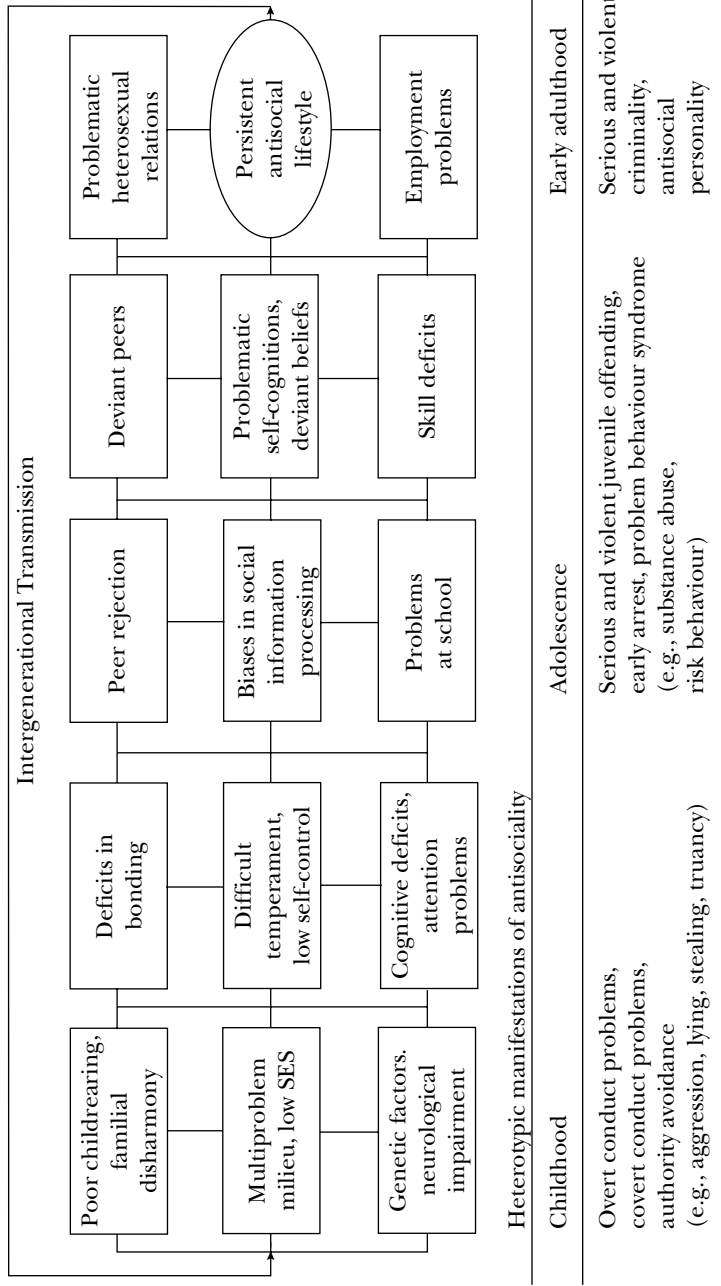 Intergenerational Transmission
Poor childrearing,
familial
disharmony
Multiproblem
milieu, low SES
Genetic factors.
neurological
impairment
Deficits in
bonding
Difficult
temperament,
low self-control
Cognitive deficits,
attention
problems
Peer rejection
Biases in social
information
processing
Problems
at school
Deviant peers
Problematic
self-cognitions,
deviant beliefs
Skill deficits
Problematic
heterosexual
relations
Persistent
antisocial
lifestyle
Employment
problems
Heterotypic manifestations of antisociality
Childhood
Adolescence
Early adulthood
Overt conduct problems,
covert conduct problems,
authority avoidance
(e.g., aggression, lying, stealing, truancy)
Serious and violent juvenile offending,
early arrest, problem behaviour syndrome
(e.g., substance abuse,
risk behaviour)
Serious and violent
criminality,
antisocial
personality